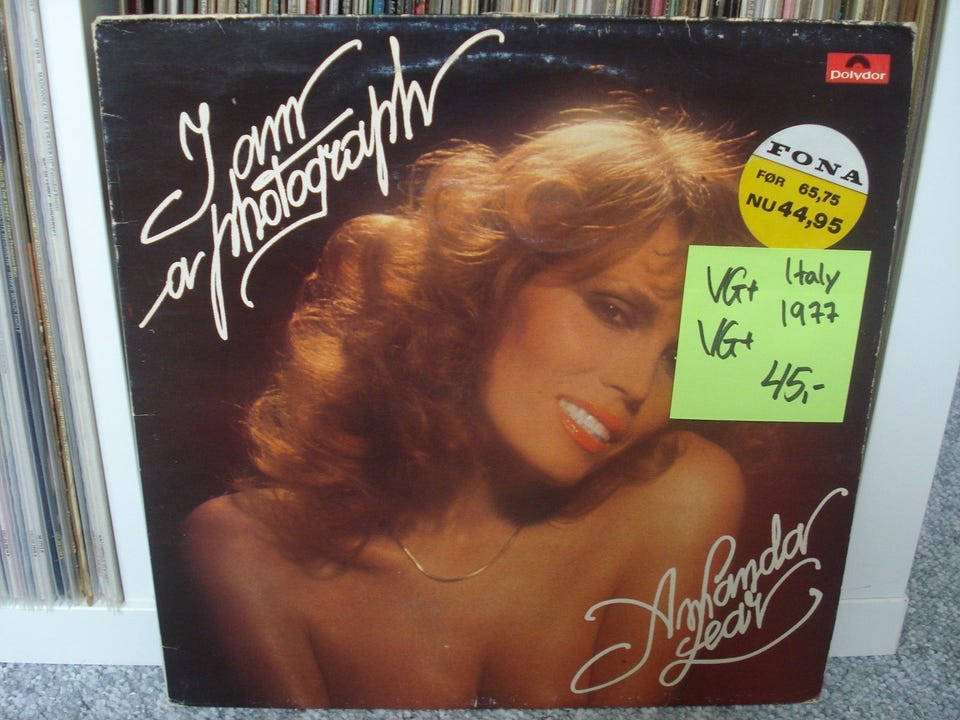 I am
a photograph
Polydor
FONA
FØR 65,75
NU 44,95
VG+ Italy
VG+ 1977
45,-
Amanda
Lear